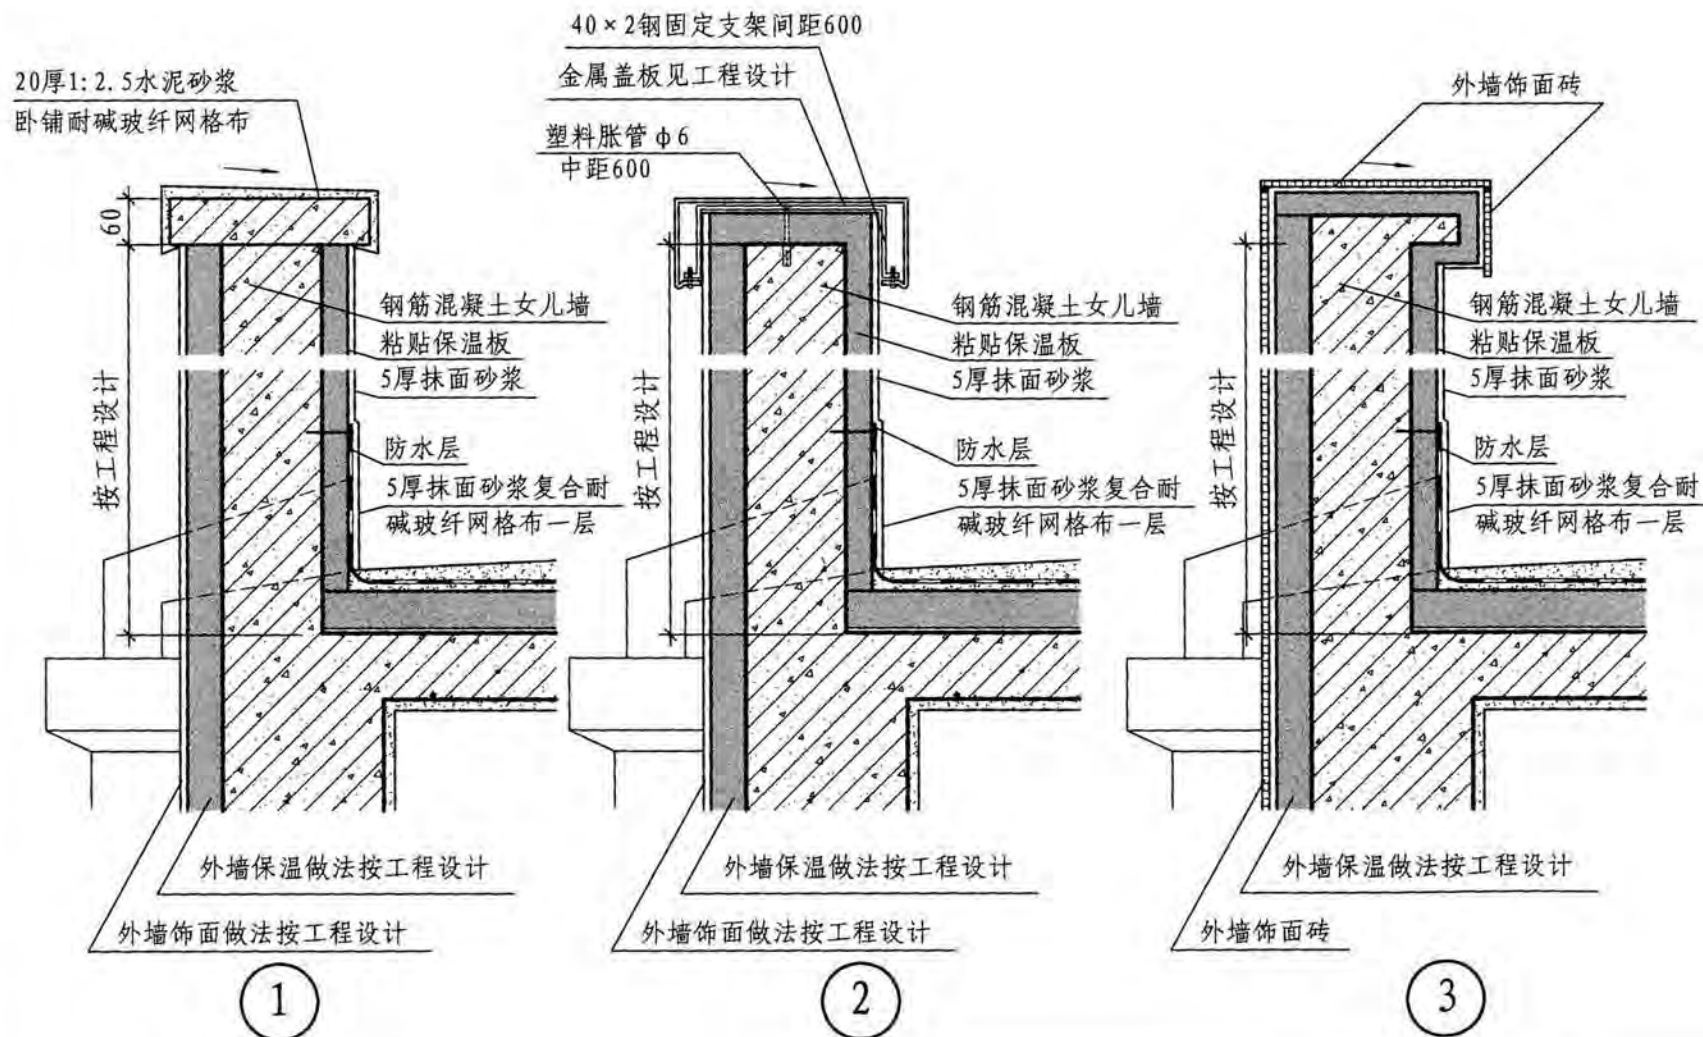 20厚1:2.5水泥砂浆
卧铺耐碱玻纤网格布
60
钢筋混凝土女儿墙
粘贴保温板
5厚抹面砂浆
按工程设计
防水层
5厚抹面砂浆复合耐
碱玻纤网格布一层
外墙保温做法按工程设计
外墙饰面做法按工程设计
1
40×2钢固定支架间距600
金属盖板见工程设计
塑料胀管ф6
中距600
钢筋混凝土女儿墙
粘贴保温板
5厚抹面砂浆
按工程设计
防水层
5厚抹面砂浆复合耐
碱玻纤网格布一层
外墙保温做法按工程设计
外墙饰面做法按工程设计
2
外墙饰面砖
钢筋混凝土女儿墙
粘贴保温板
5厚抹面砂浆
按工程设计
防水层
5厚抹面砂浆复合耐
碱玻纤网格布一层
外墙保温做法按工程设计
外墙饰面砖
3